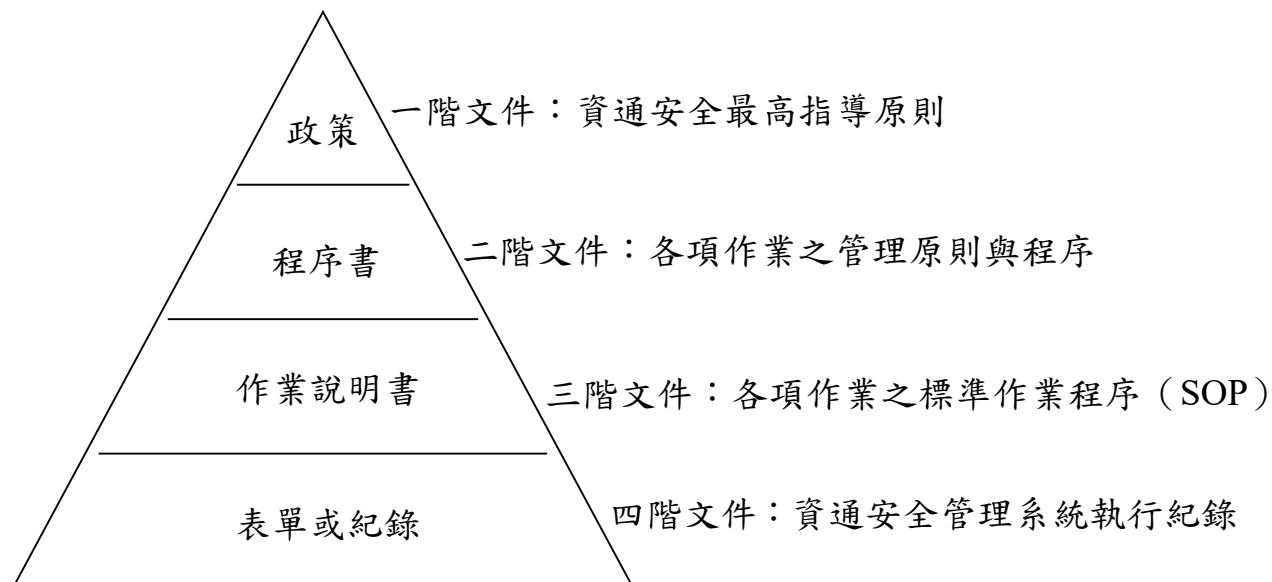 政策
一階文件：資通安全最高指導原則
程序書
二階文件：各項作業之管理原則與程序
作業說明書
三階文件：各項作業之標準作業程序（SOP）
表單或紀錄
四階文件：資通安全管理系統執行紀錄